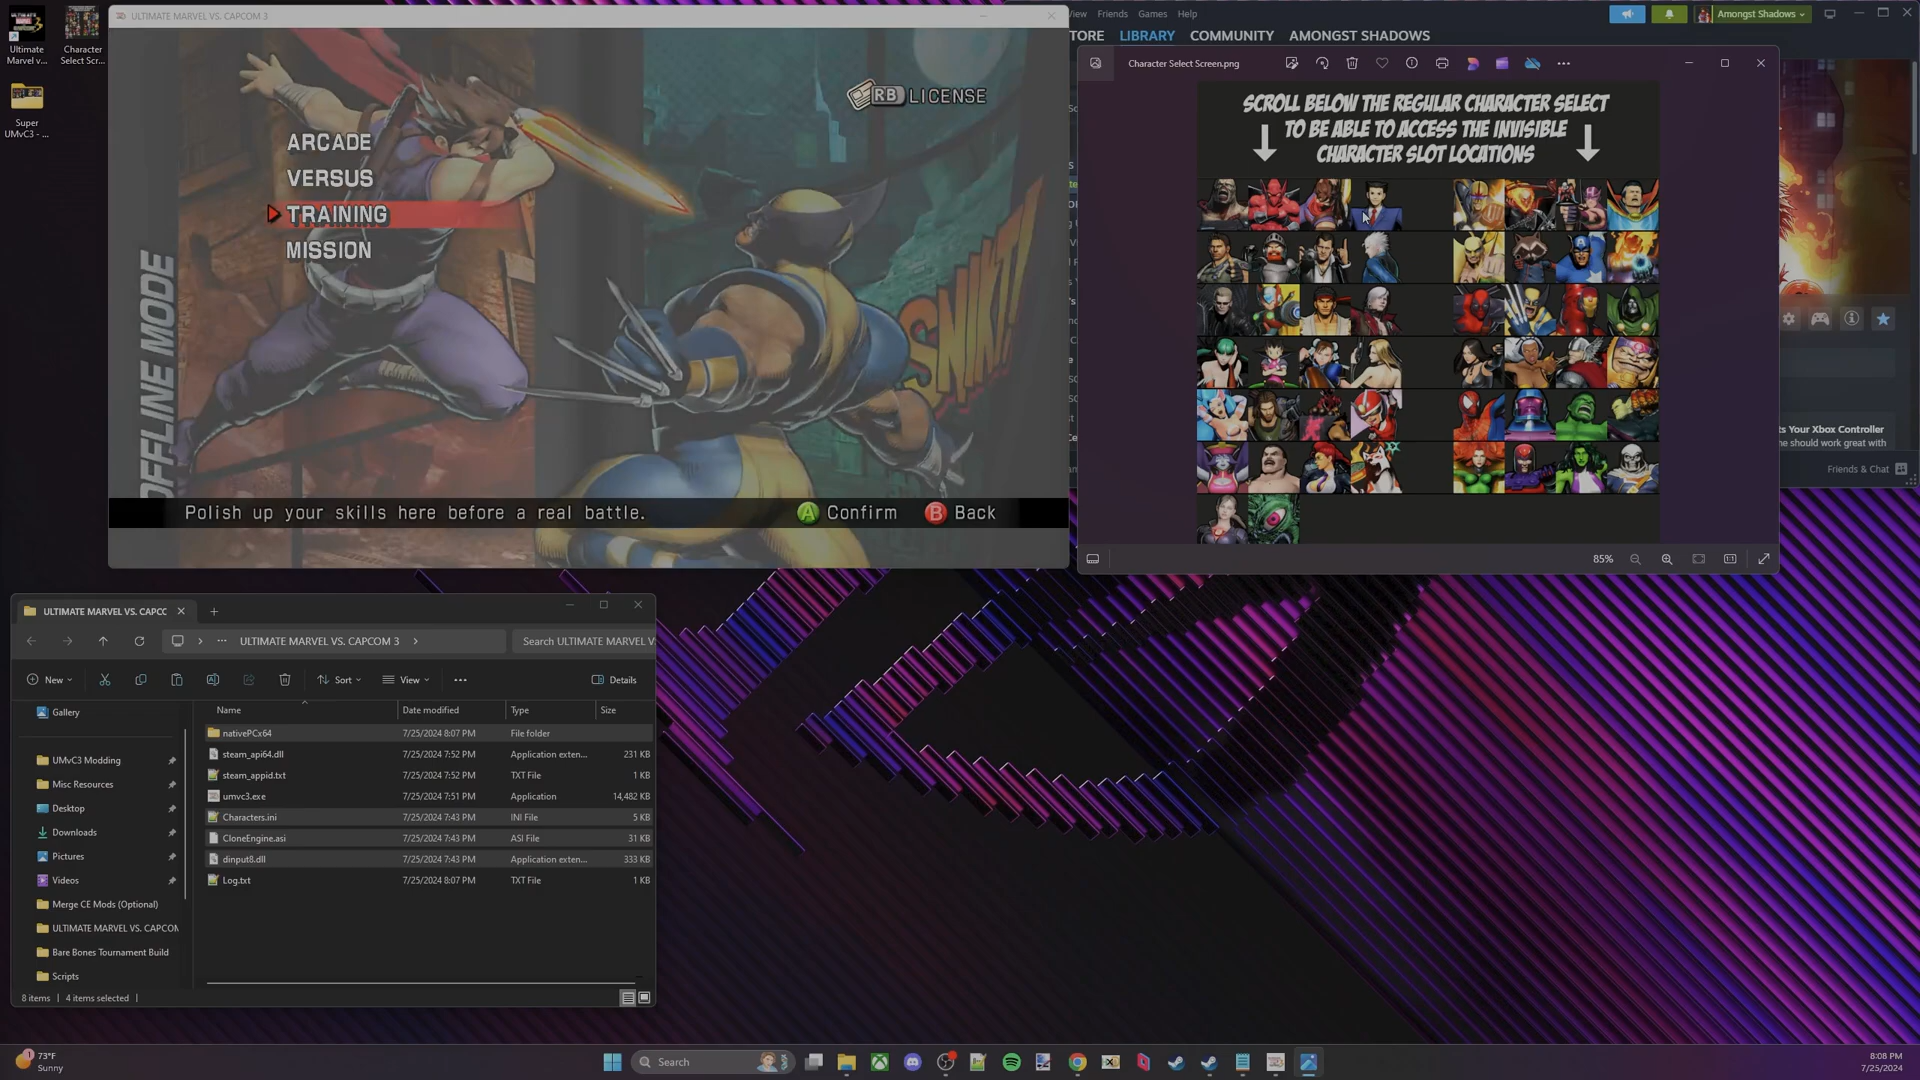 Ultimate
Marvel v...
Character
Select Scr...
Super
UMvC3 - ...
ULTIMATE MARVEL VS. CAPCOM 3
RB LICENSE
ARCADE
VERSUS
TRAINING
MISSION
OFFLINE MODE
SNIKT!
Polish up your skills here before a real battle.
A Confirm
B Back
View Friends Games Help
Amongst Shadows
TORE LIBRARY COMMUNITY AMONGST SHADOWS
Character Select Screen.png
SCROLL BELOW THE REGULAR CHARACTER SELECT
TO BE ABLE TO ACCESS THE INVISIBLE
CHARACTER SLOT LOCATIONS
85%
ts Your Xbox Controller
me should work great with
Friends & Chat
ULTIMATE MARVEL VS. CAPCC
ULTIMATE MARVEL VS. CAPCOM 3
Search ULTIMATE MARVEL V
New
Sort
View
Details
Name Date modified Type Size
Gallery
UMvC3 Modding
Misc Resources
Desktop
Downloads
Pictures
Videos
Merge CE Mods (Optional)
ULTIMATE MARVEL VS. CAPCOM
Bare Bones Tournament Build
Scripts
nativePCx64 7/25/2024 8:07 PM File folder
steam_api64.dll 7/25/2024 7:52 PM Application exten... 231 KB
steam_appid.txt 7/25/2024 7:52 PM TXT File 1 KB
umvc3.exe 7/25/2024 7:51 PM Application 14,482 KB
Characters.ini 7/25/2024 7:43 PM INI File 5 KB
CloneEngine.asi 7/25/2024 7:43 PM ASI File 31 KB
dinput8.dll 7/25/2024 7:43 PM Application exten... 333 KB
Log.txt 7/25/2024 8:07 PM TXT File 1 KB
8 items 4 items selected
1
73°F
Sunny
Search
8:08 PM
7/25/2024